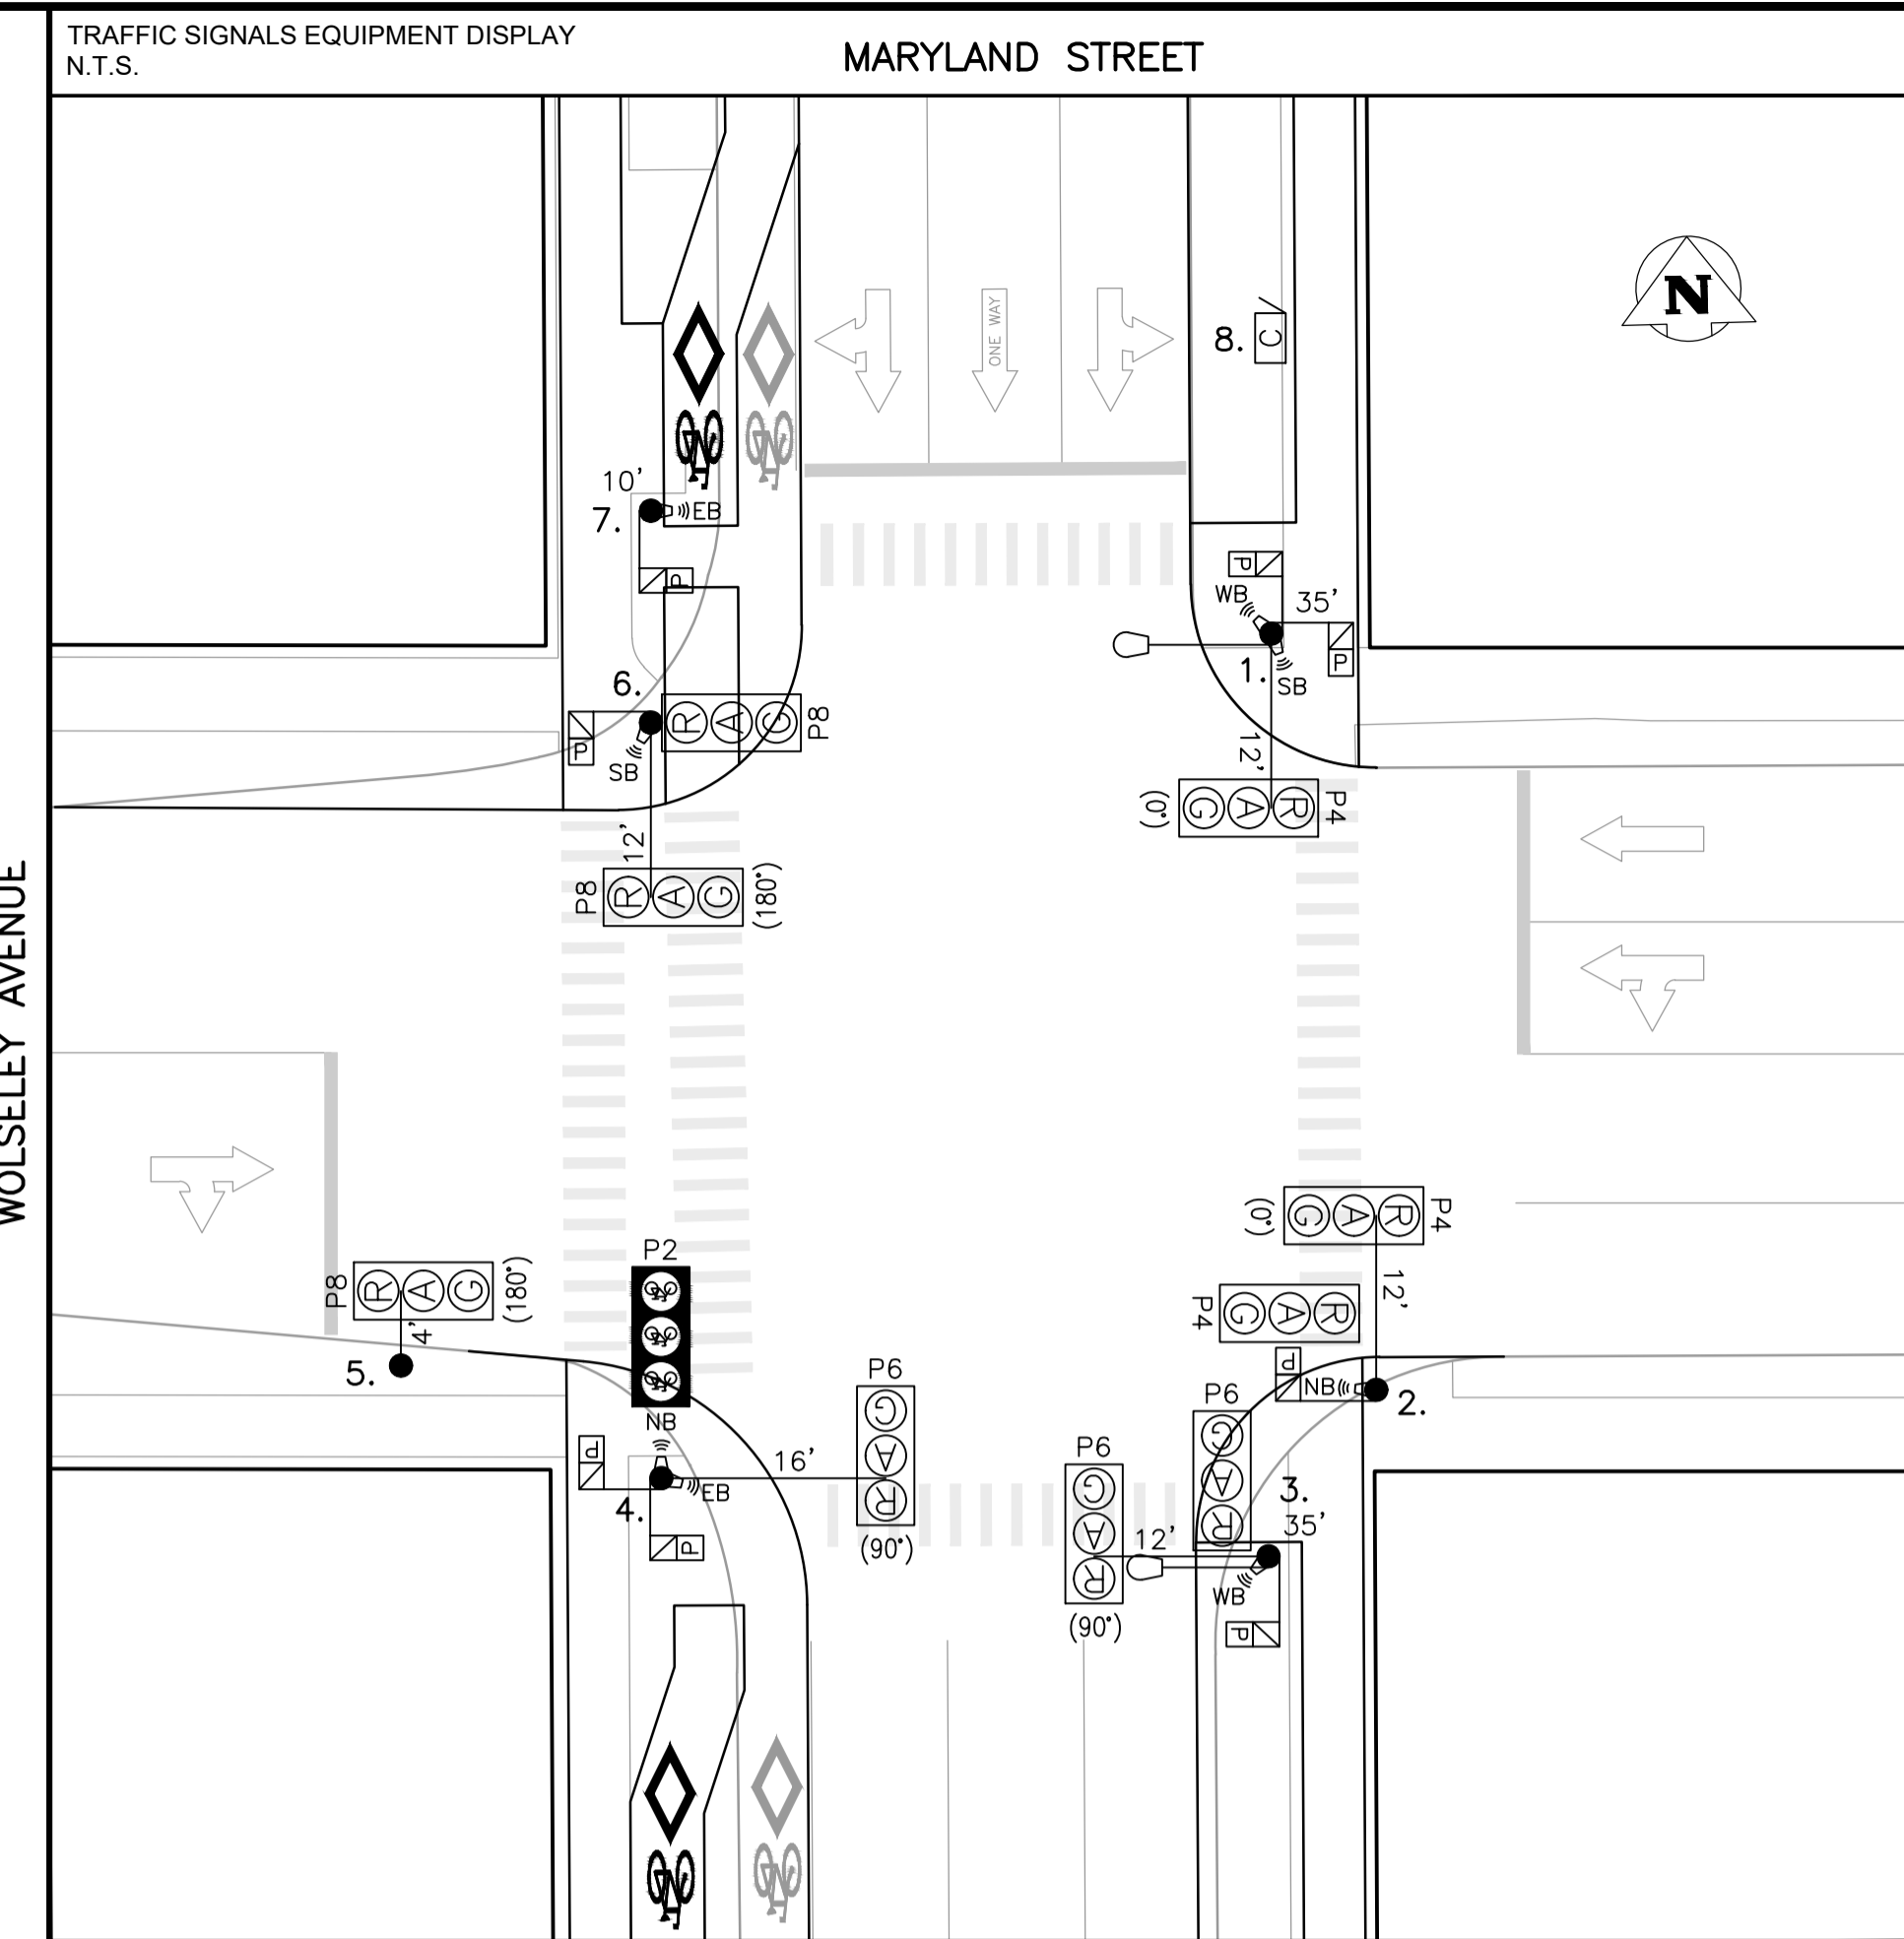 TRAFFIC SIGNALS EQUIPMENT DISPLAY
N.T.S.
MARYLAND STREET
WOLSELEY AVENUE
N
ONE WAY
8. C
10'
7. EB
P
P
WB 35'
1. P
SB
12'
6.
R A G P8
P
SB
12'
P8 R A G (180°)
(0°) G A R P4
(0°) G A R P4
12'
P4 G A R
P
NB 2.
P8 R A G (180°)
4'
5.
P2
NB
P
16'
EB
4.
P
P6
G
A
R
(90°)
P6
G
A
R
(90°)
12'
P6
G
A
R
3.
35'
WB
P